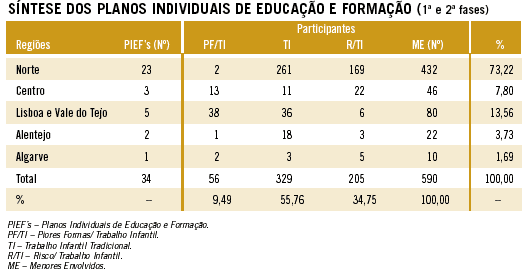 SÍNTESE DOS PLANOS INDIVIDUAIS DE EDUCAÇÃO E FORMAÇÃO (1ª e 2ª fases)
Participantes
Regiões PIEF's (Nº) PF/TI TI R/TI ME (Nº) %
Norte 23 2 261 169 432 73,22
Centro 3 13 11 22 46 7,80
Lisboa e Vale do Tejo 5 38 36 6 80 13,56
Alentejo 2 1 18 3 22 3,73
Algarve 1 2 3 5 10 1,69
Total 34 56 329 205 590 100,00
% – 9,49 55,76 34,75 100,00 –
PIEF's – Planos Individuais de Educação e Formação.
PF/TI – Piores Formas/ Trabalho Infantil.
TI – Trabalho Infantil Tradicional.
R/TI – Risco/ Trabalho Infantil.
ME – Menores Envolvidos.